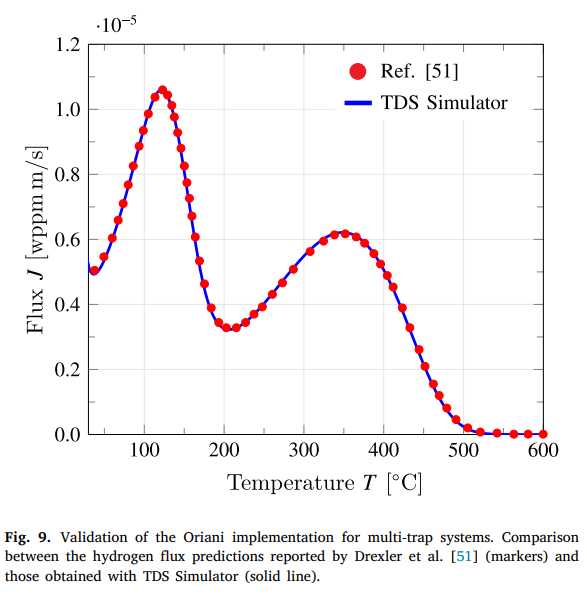 ·10⁻⁵
1.2
1.0
0.8
0.6
0.4
0.2
0.0
Flux J [wppm m/s]
Ref. [51]
TDS Simulator
100 200 300 400 500 600
Temperature T [°C]
Fig. 9. Validation of the Oriani implementation for multi-trap systems. Comparison
between the hydrogen flux predictions reported by Drexler et al. [51] (markers) and
those obtained with TDS Simulator (solid line).